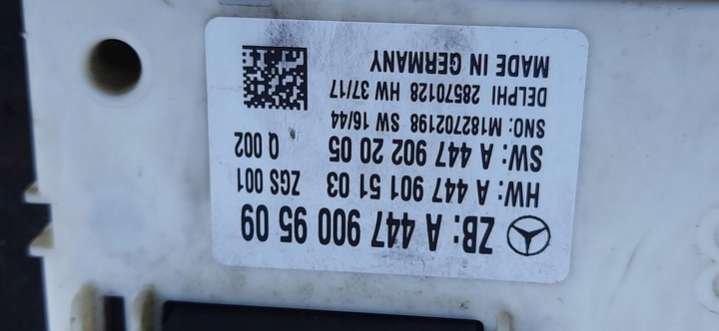 ZB: A 447 900 95 09
HW: A 447 901 51 03 ZGS 001
SW: A 447 902 20 05 Q 002
SNO: M182702198 SW 16/44
DELPHI 28570128 HW 37/17
MADE IN GERMANY